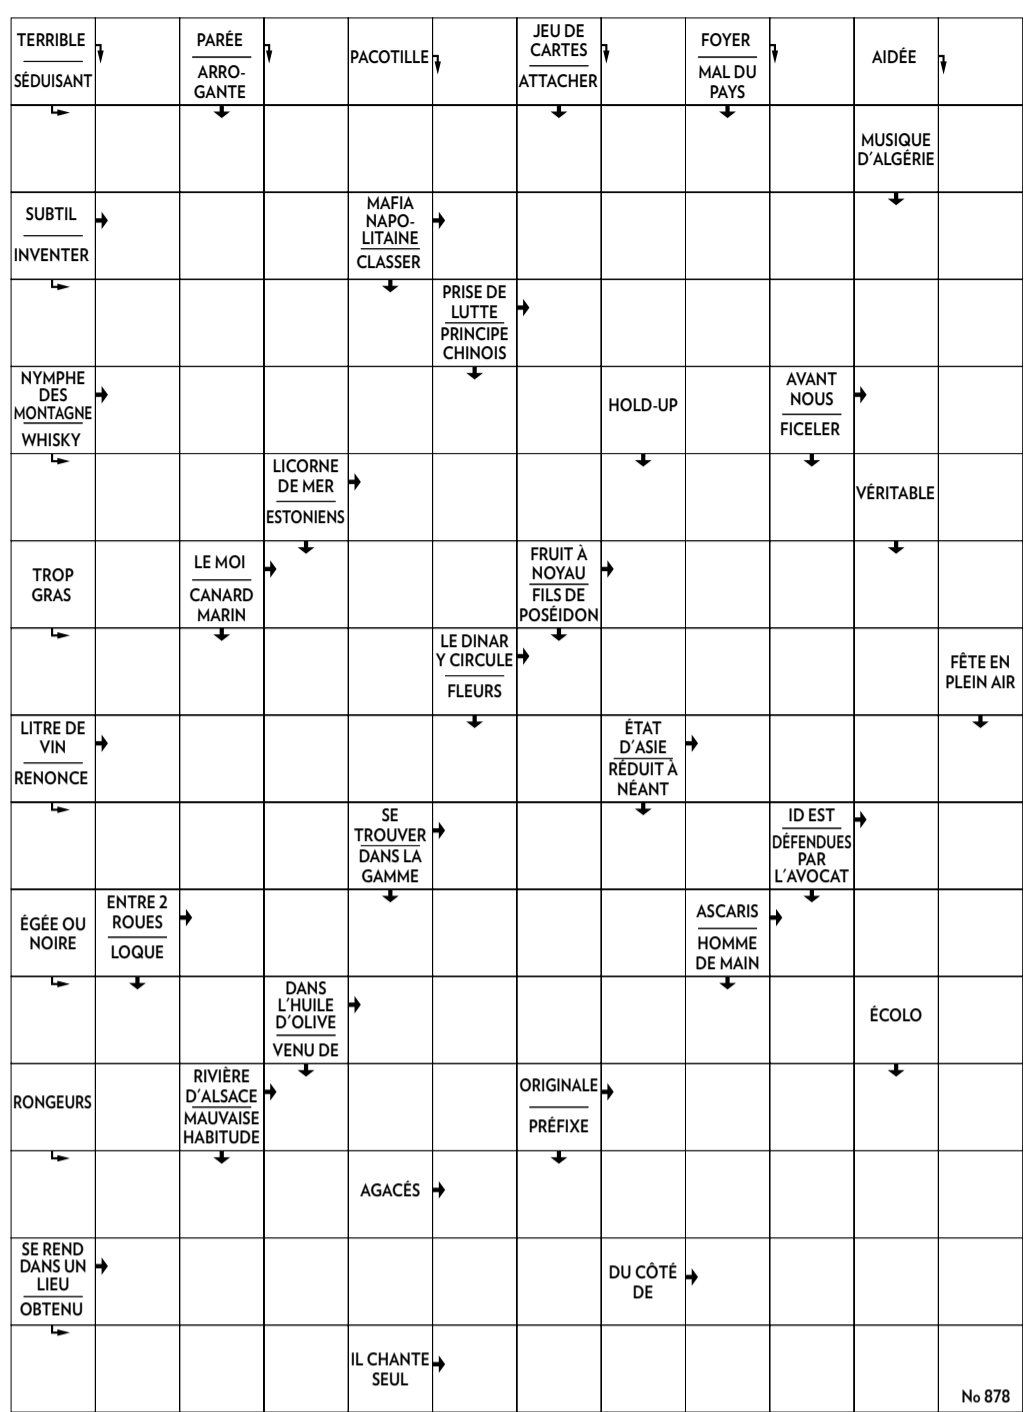 TERRIBLE
SÉDUISANT
PARÉE
ARRO-
GANTE
PACOTILLE
JEU DE
CARTES
ATTACHER
FOYER
MAL DU
PAYS
AIDÉE
MUSIQUE
D'ALGÉRIE
SUBTIL
INVENTER
MAFIA
NAPO-
LITAINE
CLASSER
PRISE DE
LUTTE
PRINCIPE
CHINOIS
NYMPHE
DES
MONTAGNE
WHISKY
HOLD-UP
AVANT
NOUS
FICELER
LICORNE
DE MER
ESTONIENS
VÉRITABLE
TROP
GRAS
LE MOI
CANARD
MARIN
FRUIT À
NOYAU
FILS DE
POSÉIDON
LE DINAR
Y CIRCULE
FLEURS
FÊTE EN
PLEIN AIR
LITRE DE
VIN
RENONCE
ÉTAT
D'ASIE
RÉDUIT À
NÉANT
SE
TROUVER
DANS LA
GAMME
ID EST
DÉFENDUES
PAR
L'AVOCAT
ÉGÉE OU
NOIRE
ENTRE 2
ROUES
LOQUE
ASCARIS
HOMME
DE MAIN
DANS
L'HUILE
D'OLIVE
VENU DE
ÉCOLO
RONGEURS
RIVIÈRE
D'ALSACE
MAUVAISE
HABITUDE
ORIGINALE
PRÉFIXE
AGACÉS
SE REND
DANS UN
LIEU
OBTENU
DU CÔTÉ
DE
IL CHANTE
SEUL
No 878